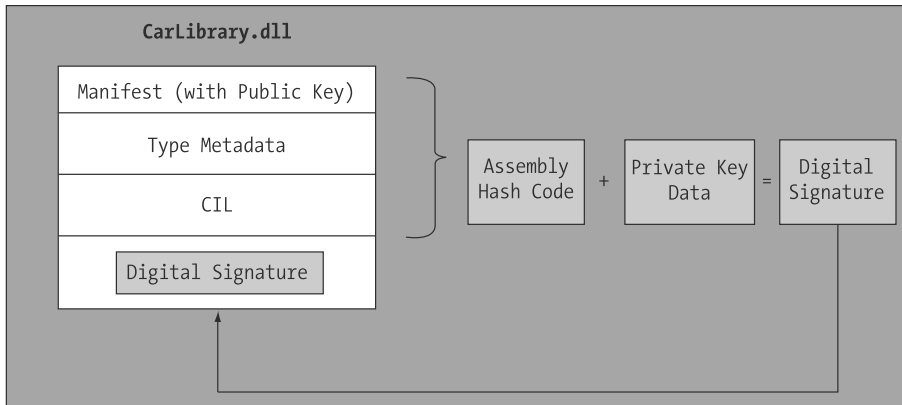 CarLibrary.dll
Manifest (with Public Key)
Type Metadata
CIL
Digital Signature
Assembly
Hash Code
+
Private Key
Data
=
Digital
Signature